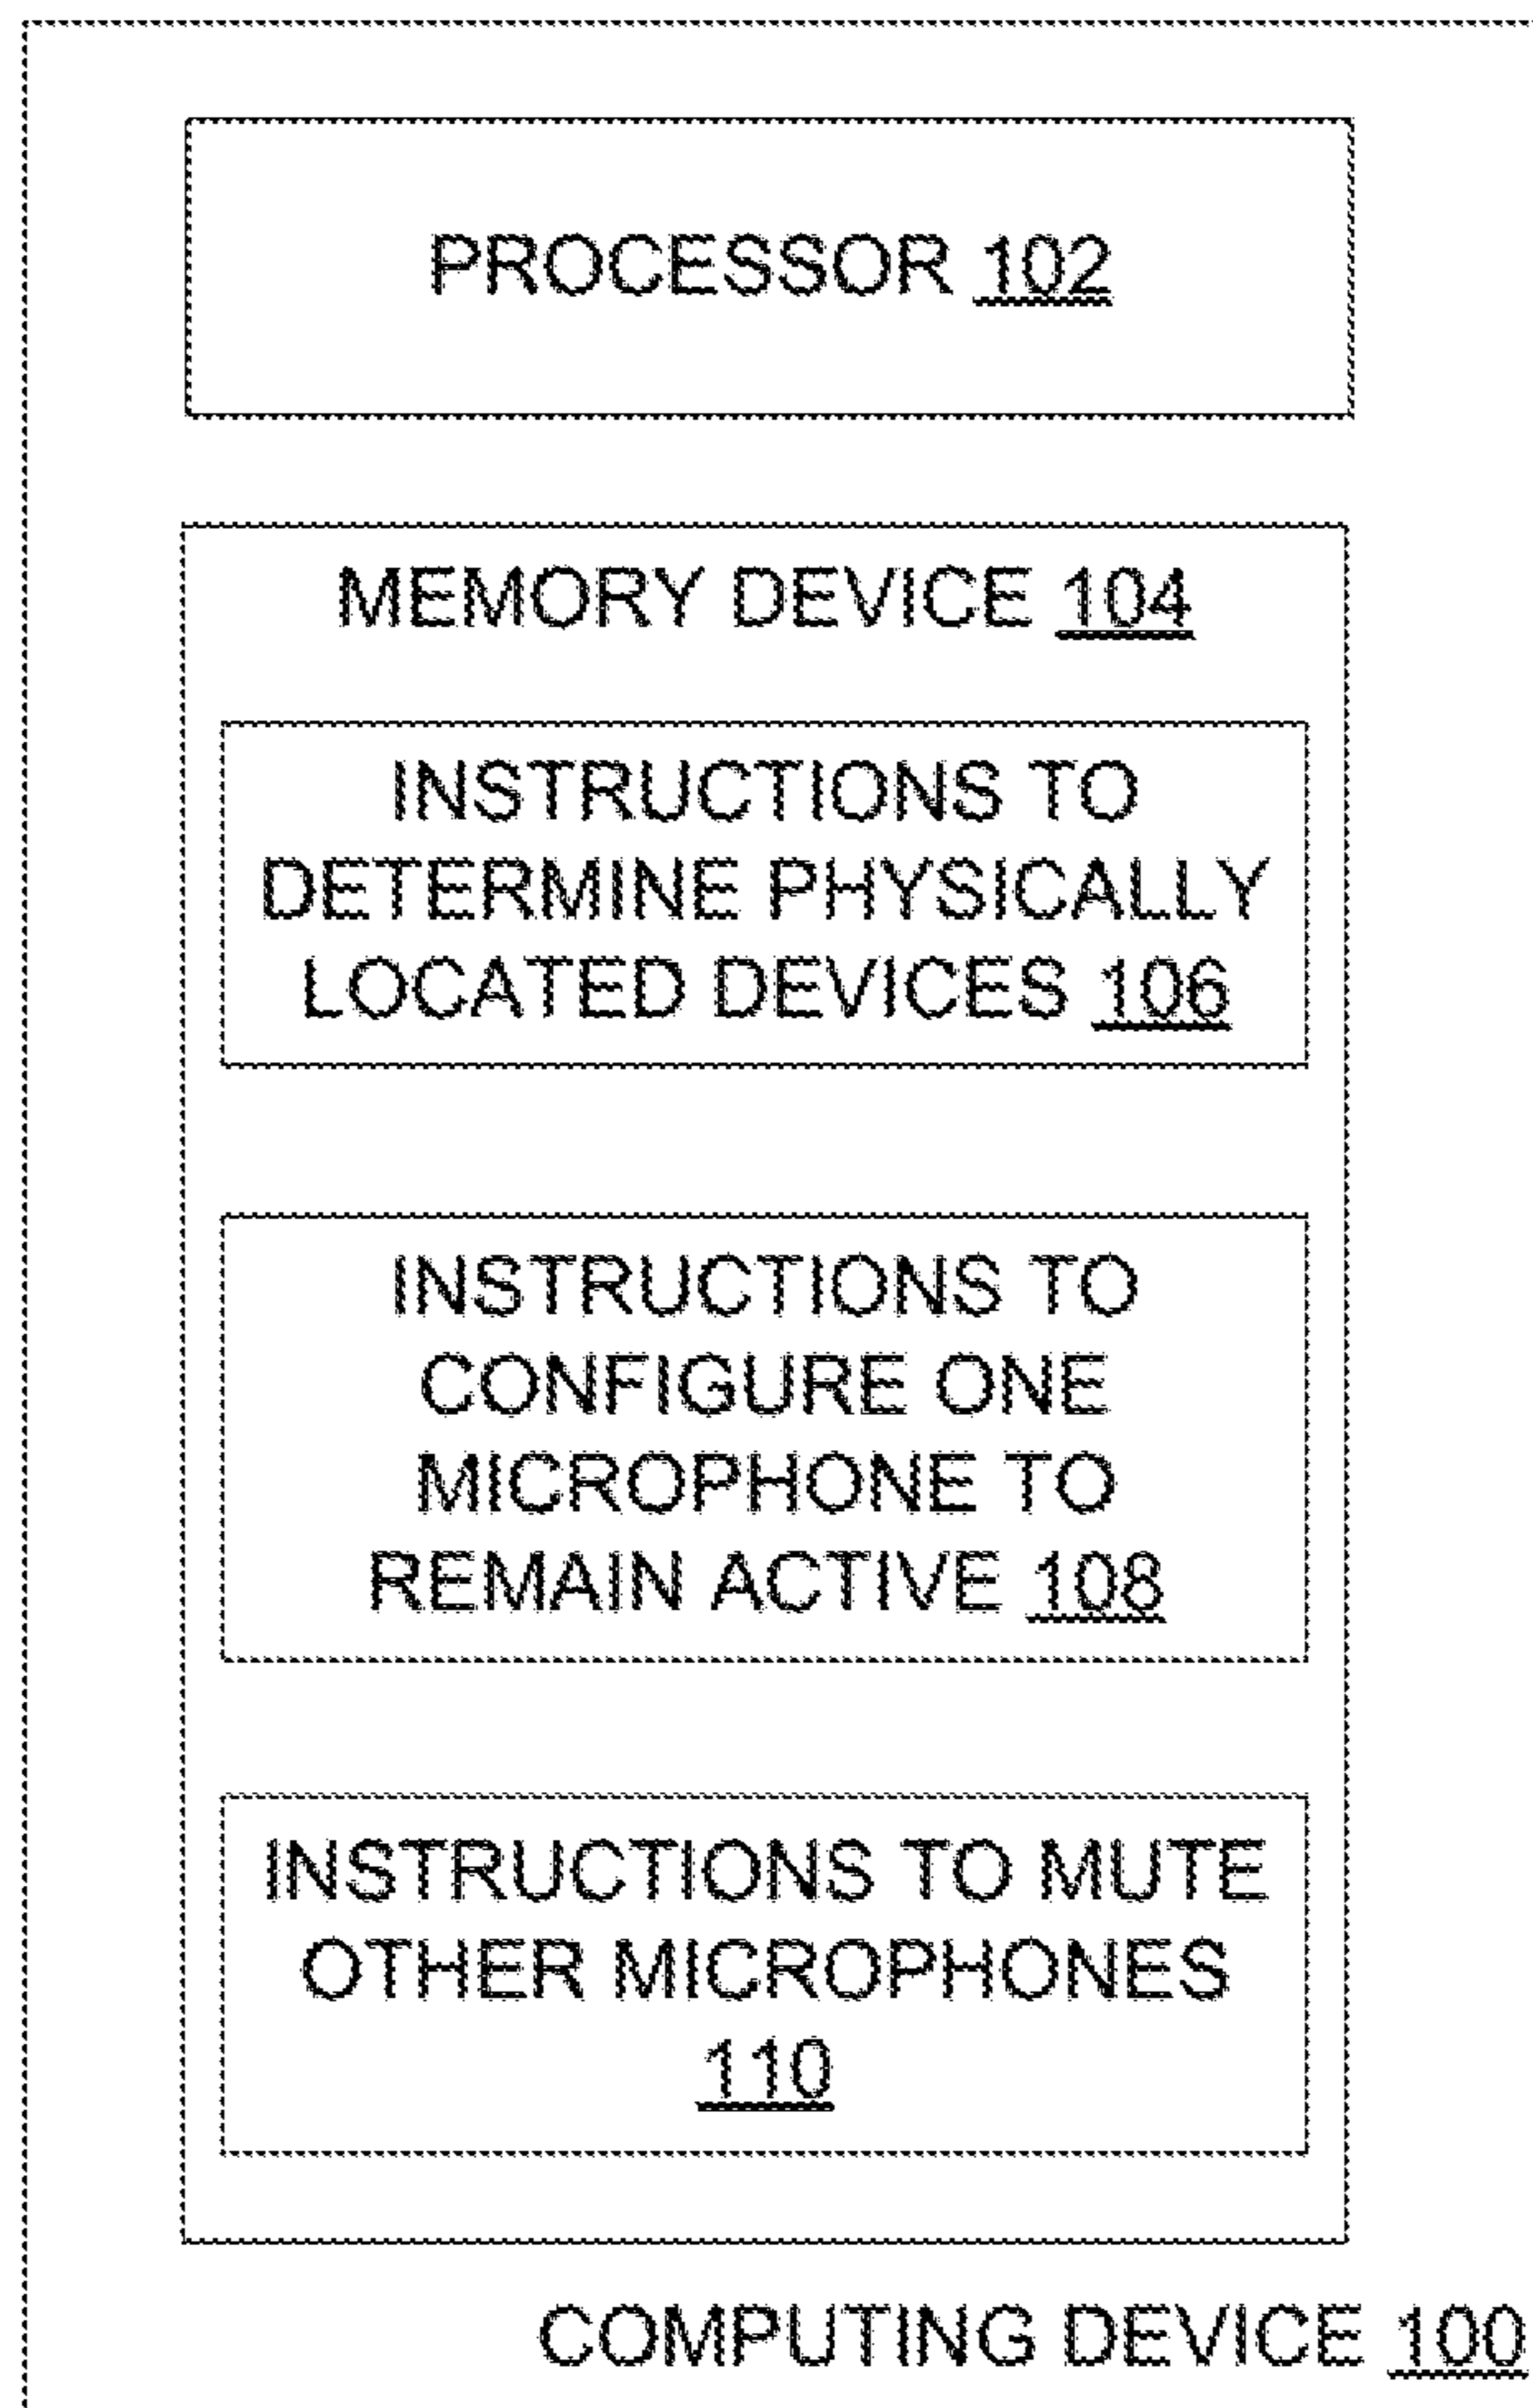 PROCESSOR 102
MEMORY DEVICE 104
INSTRUCTIONS TO
DETERMINE PHYSICALLY
LOCATED DEVICES 106
INSTRUCTIONS TO
CONFIGURE ONE
MICROPHONE TO
REMAIN ACTIVE 108
INSTRUCTIONS TO MUTE
OTHER MICROPHONES
110
COMPUTING DEVICE 100